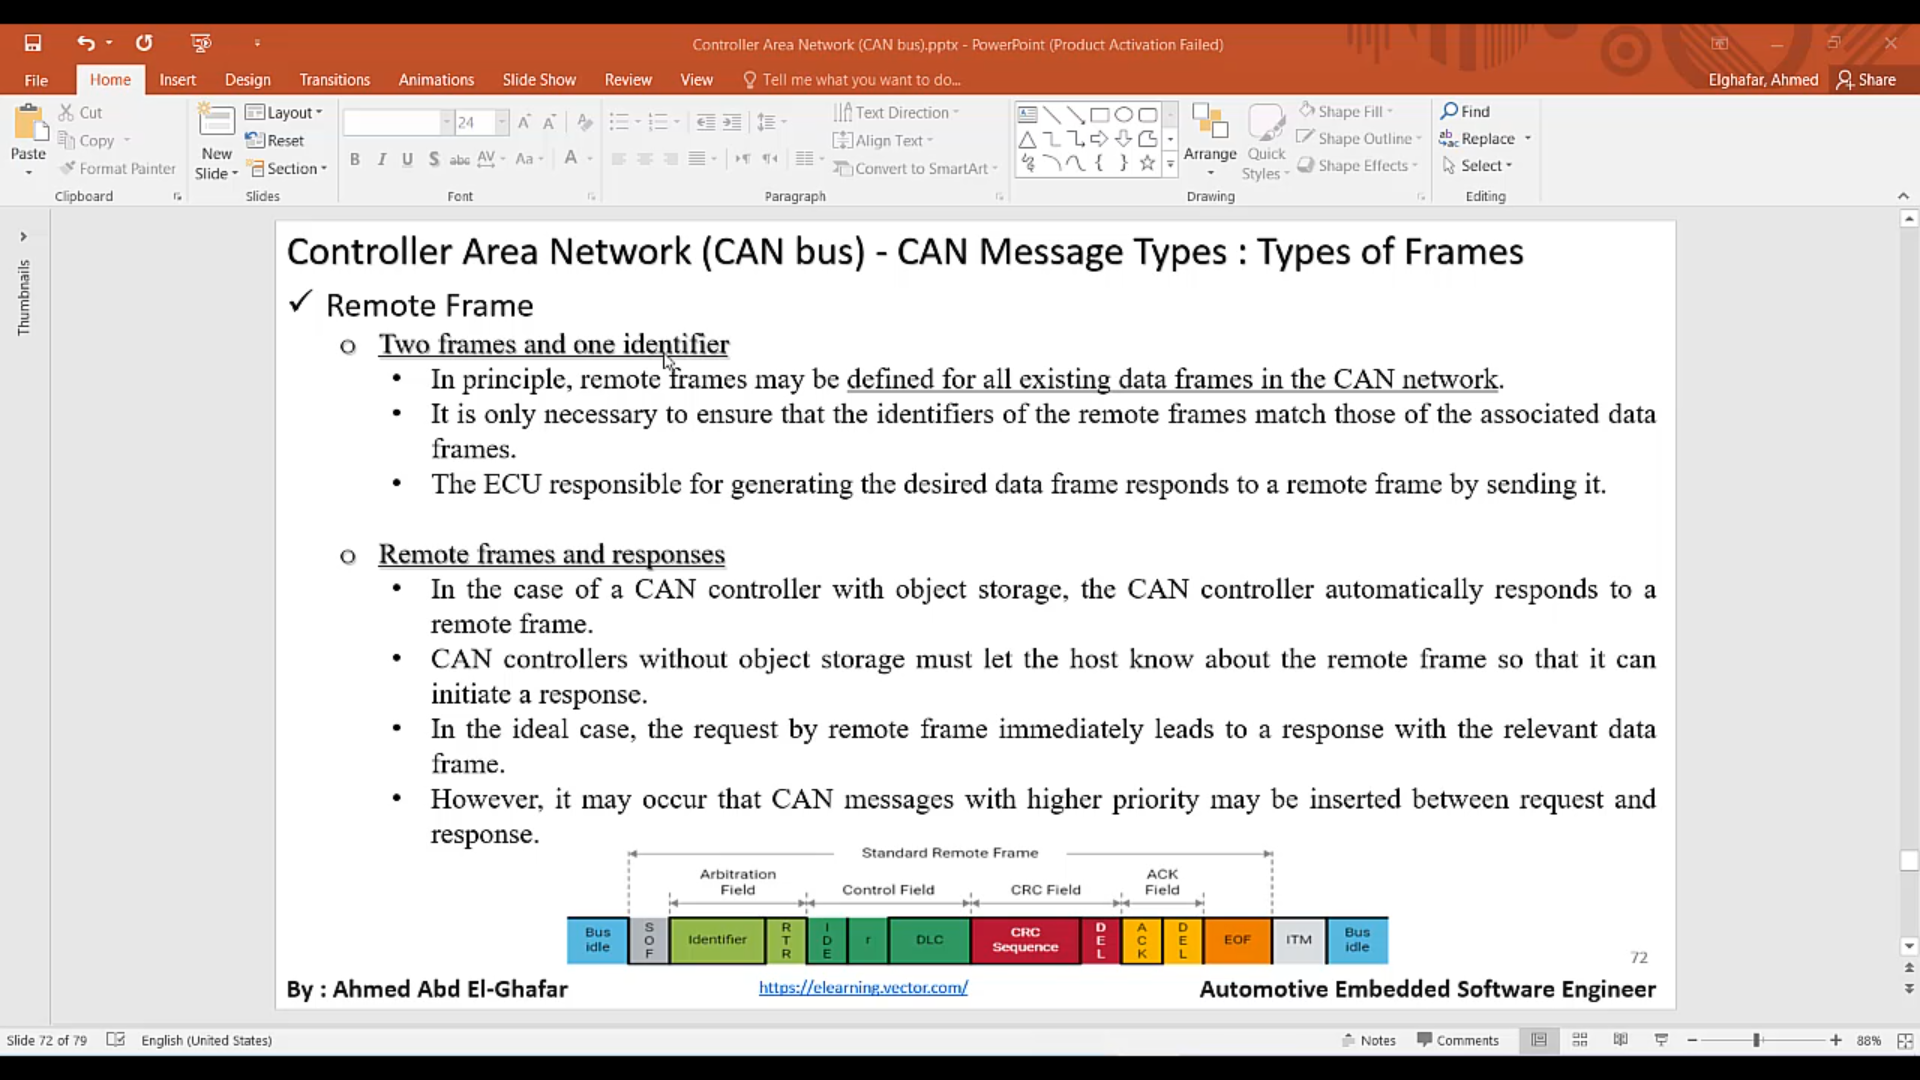 Controller Area Network (CAN bus).pptx - PowerPoint (Product Activation Failed)
File Home Insert Design Transitions Animations Slide Show Review View Tell me what you want to do... Elghafar, Ahmed Share
Paste
Cut
Copy
Format Painter
Clipboard
New
Slide
Layout
Reset
Section
Slides
24
B I U S abc AV Aa A
Font
Text Direction
Align Text
Convert to SmartArt
Paragraph
Arrange
Quick
Styles
Shape Fill
Shape Outline
Shape Effects
Drawing
Find
Replace
Select
Editing
Thumbnails
Controller Area Network (CAN bus) - CAN Message Types : Types of Frames
✓ Remote Frame
o Two frames and one identifier
• In principle, remote frames may be defined for all existing data frames in the CAN network.
• It is only necessary to ensure that the identifiers of the remote frames match those of the associated data
frames.
• The ECU responsible for generating the desired data frame responds to a remote frame by sending it.
o Remote frames and responses
• In the case of a CAN controller with object storage, the CAN controller automatically responds to a
remote frame.
• CAN controllers without object storage must let the host know about the remote frame so that it can
initiate a response.
• In the ideal case, the request by remote frame immediately leads to a response with the relevant data
frame.
• However, it may occur that CAN messages with higher priority may be inserted between request and
response.
Standard Remote Frame
Arbitration
Field
Control Field
CRC Field
ACK
Field
Bus
idle
SOF
Identifier
RTR
IDE
r
DLC
CRC
Sequence
DEL
ACK
DEL
EOF
ITM
Bus
idle
72
By : Ahmed Abd El-Ghafar
https://elearning.vector.com/
Automotive Embedded Software Engineer
Slide 72 of 79 English (United States) Notes Comments 88%